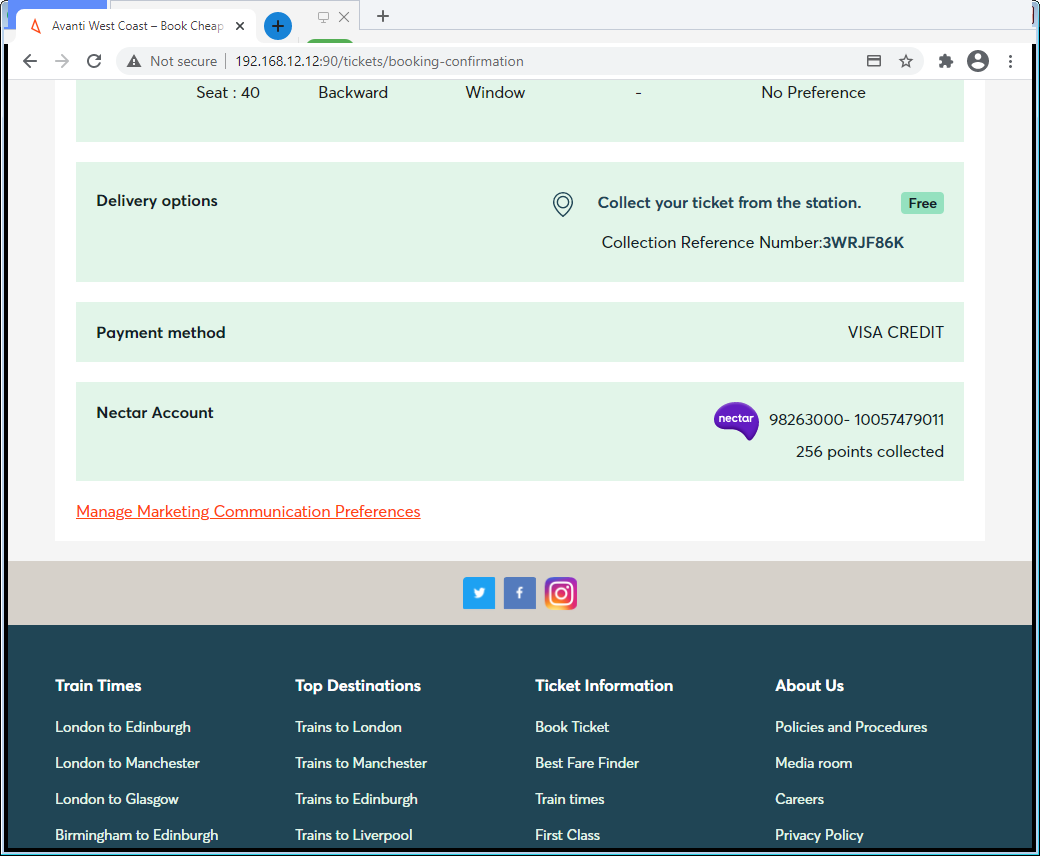 Avanti West Coast – Book Cheap
Not secure | 192.168.12.12:90/tickets/booking-confirmation
Seat : 40 Backward Window - No Preference
Delivery options Collect your ticket from the station. Free
Collection Reference Number:3WRJF86K
Payment method VISA CREDIT
Nectar Account nectar 98263000- 10057479011
256 points collected
Manage Marketing Communication Preferences
Train Times Top Destinations Ticket Information About Us
London to Edinburgh Trains to London Book Ticket Policies and Procedures
London to Manchester Trains to Manchester Best Fare Finder Media room
London to Glasgow Trains to Edinburgh Train times Careers
Birmingham to Edinburgh Trains to Liverpool First Class Privacy Policy